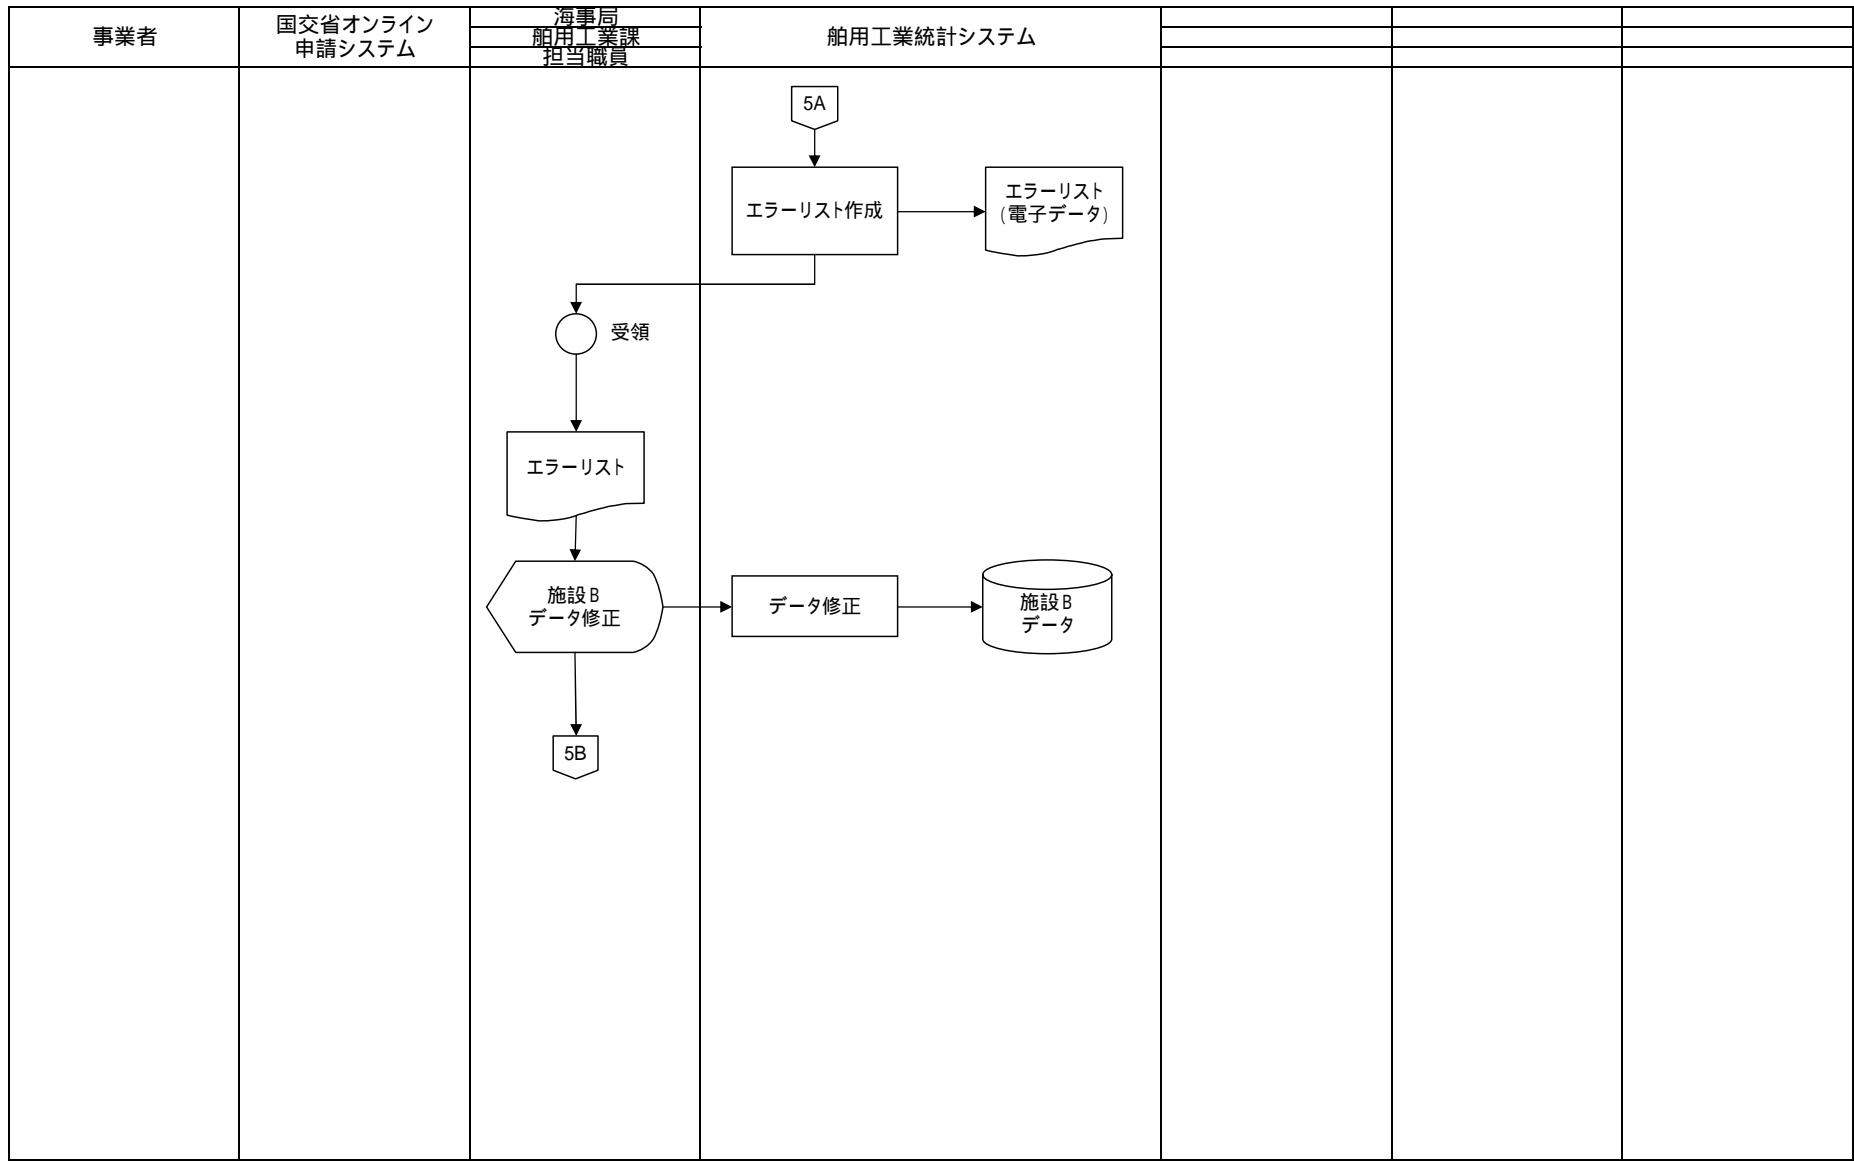 事業者
国交省オンライン
申請システム
海事局
舶用工業課
担当職員
舶用工業統計システム
5A
エラーリスト作成
エラーリスト
(電子データ)
受領
エラーリスト
施設B
データ修正
データ修正
施設B
データ
5B